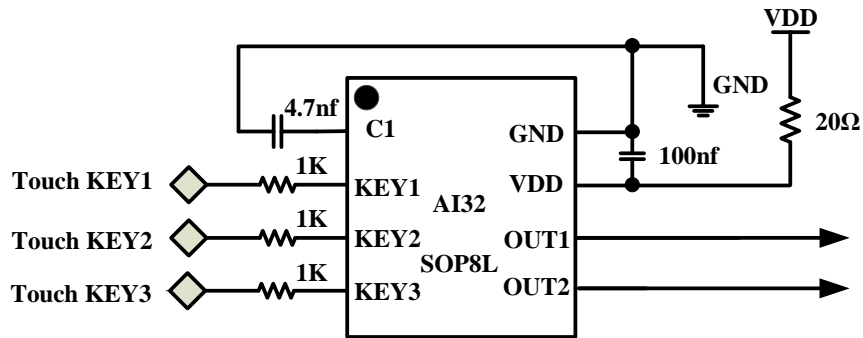 VDD
GND
20Ω
4.7nf
C1
GND
100nf
Touch KEY1
1K
KEY1
VDD
AI32
Touch KEY2
1K
KEY2
OUT1
SOP8L
Touch KEY3
1K
KEY3
OUT2